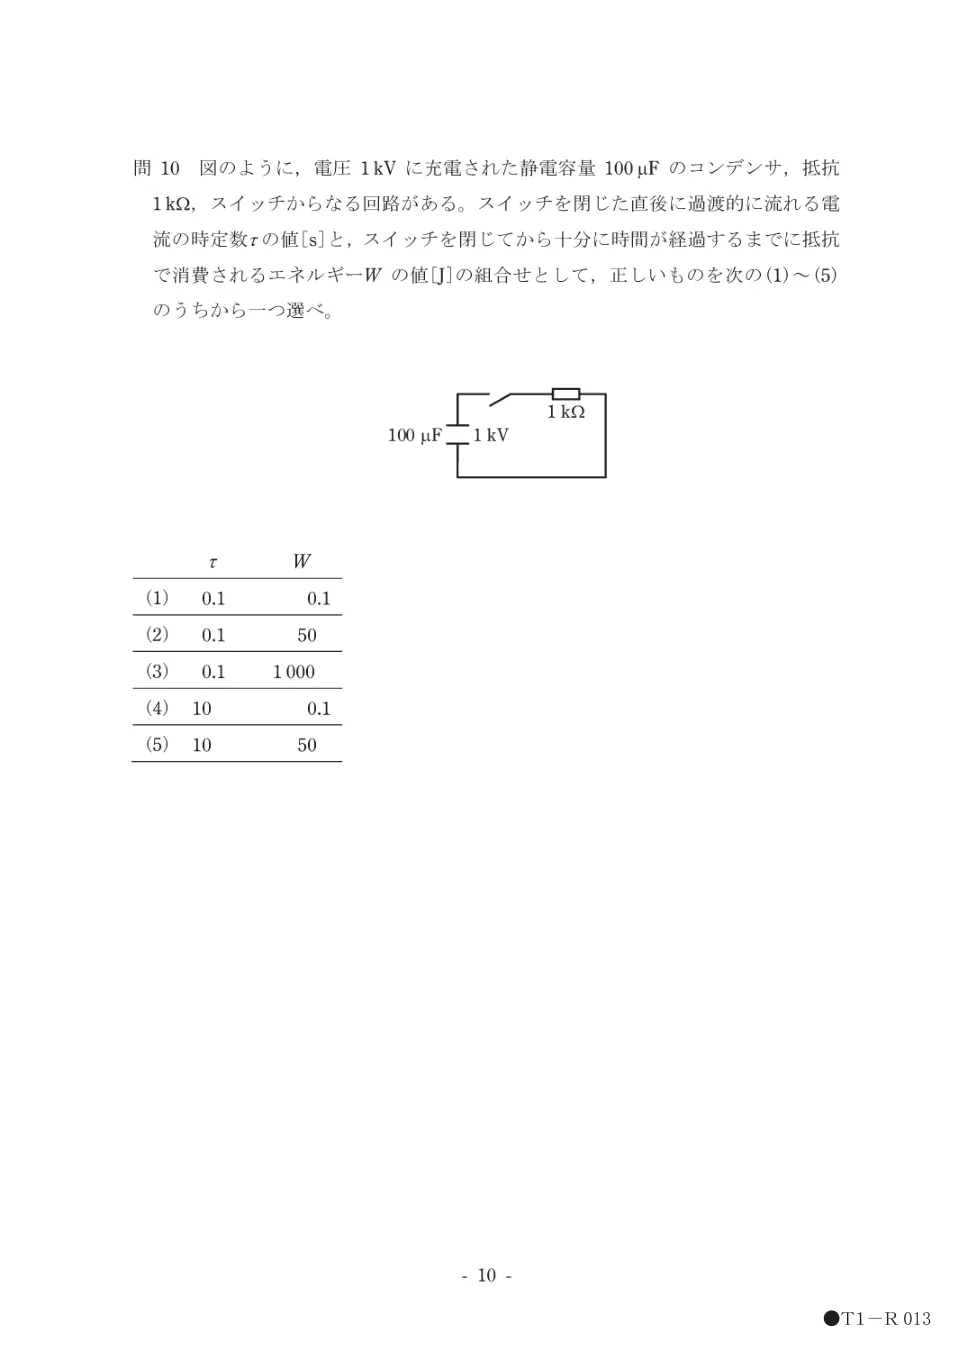 問 10 図のように，電圧 1 kV に充電された静電容量 100 μF のコンデンサ，抵抗
1 kΩ，スイッチからなる回路がある。スイッチを閉じた直後に過渡的に流れる電
流の時定数τの値[s]と，スイッチを閉じてから十分に時間が経過するまでに抵抗
で消費されるエネルギーW の値[J]の組合せとして，正しいものを次の(1)～(5)
のうちから一つ選べ。
1 kΩ
100 μF 1 kV
τ W
(1) 0.1 0.1
(2) 0.1 50
(3) 0.1 1 000
(4) 10 0.1
(5) 10 50
- 10 -
●T1－R 013